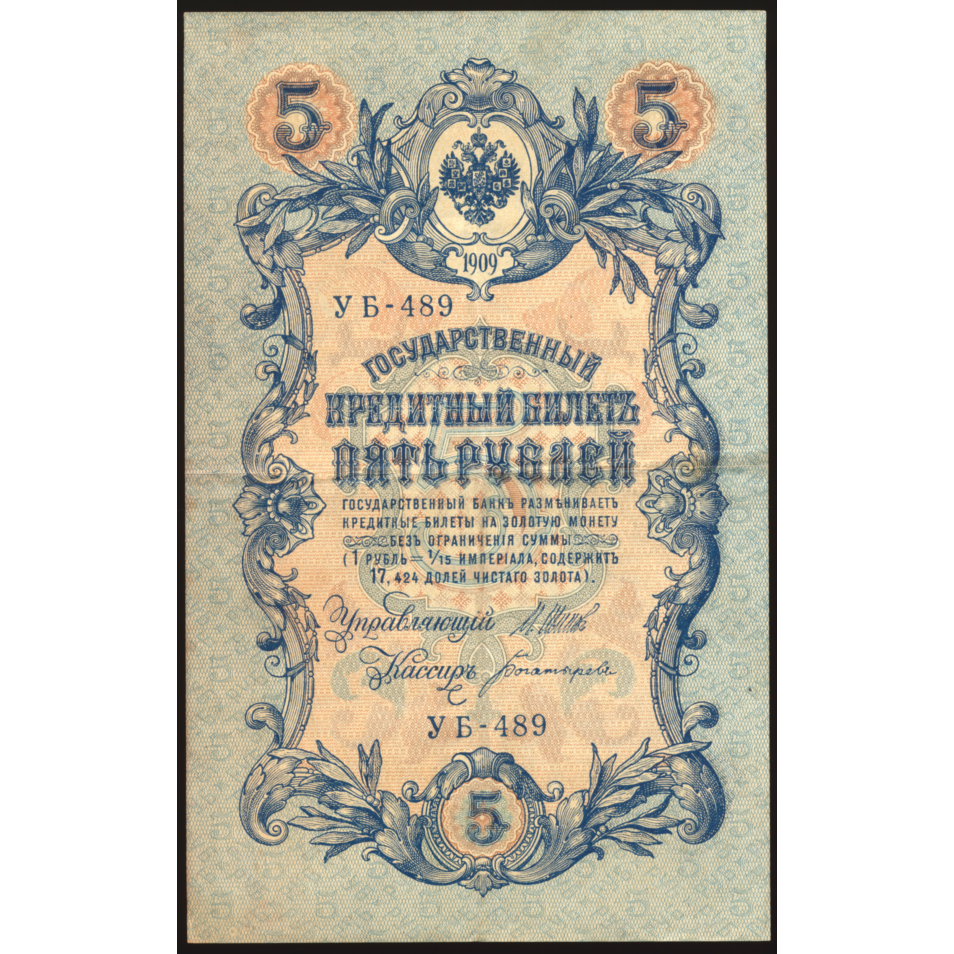 5 5
1909
УБ-489
ГОСУДАРСТВЕННЫЙ
КРЕДИТНЫЙ БИЛЕТЪ
ПЯТЬ РУБЛЕЙ
ГОСУДАРСТВЕННЫЙ БАНКЪ РАЗМѢНИВАЕТЪ
КРЕДИТНЫЕ БИЛЕТЫ НА ЗОЛОТУЮ МОНЕТУ
БЕЗЪ ОГРАНИЧЕНІЯ СУММЫ
(1 РУБЛЬ = 1/15 ИМПЕРІАЛА, СОДЕРЖИТЪ
17,424 ДОЛЕЙ ЧИСТАГО ЗОЛОТА).
Управляющій
Кассиръ Богатыревъ
УБ-489
5